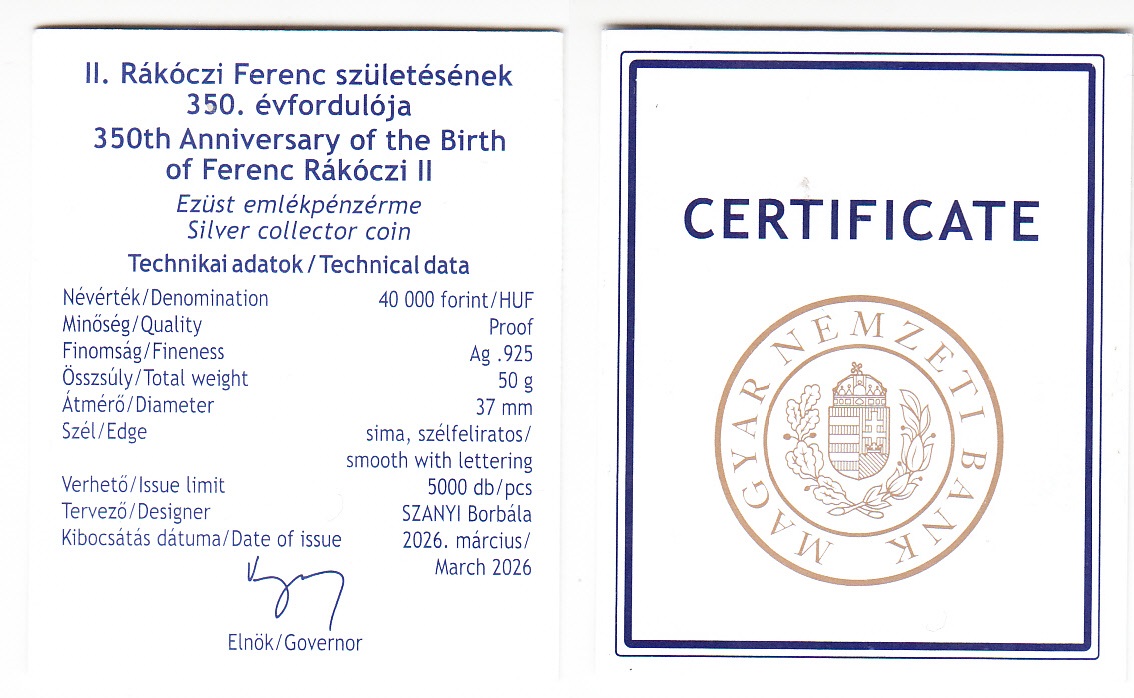 II. Rákóczi Ferenc születésének
350. évfordulója
350th Anniversary of the Birth
of Ferenc Rákóczi II
Ezüst emlékpénzérme
Silver collector coin
Technikai adatok/Technical data
Névérték/Denomination 40 000 forint/HUF
Minőség/Quality Proof
Finomság/Fineness Ag .925
Összsúly/Total weight 50 g
Átmérő/Diameter 37 mm
Szél/Edge sima, szélfeliratos/
smooth with lettering
Verhető/Issue limit 5000 db/pcs
Tervező/Designer SZANYI Borbála
Kibocsátás dátuma/Date of issue 2026. március/
March 2026
Elnök/Governor
CERTIFICATE
MAGYAR NEMZETI BANK